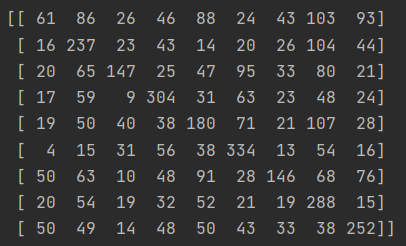 [[ 61 86 26 46 88 24 43 103 93]
[ 16 237 23 43 14 20 26 104 44]
[ 20 65 147 25 47 95 33 80 21]
[ 17 59 9 304 31 63 23 48 24]
[ 19 50 40 38 180 71 21 107 28]
[ 4 15 31 56 38 334 13 54 16]
[ 50 63 10 48 91 28 146 68 76]
[ 20 54 19 32 52 21 19 288 15]
[ 50 49 14 48 50 43 33 38 252]]